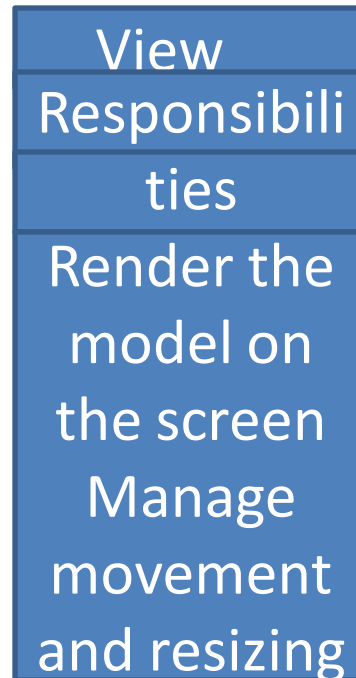 View
Responsibili
ties
Render the
model on
the screen
Manage
movement
and resizing